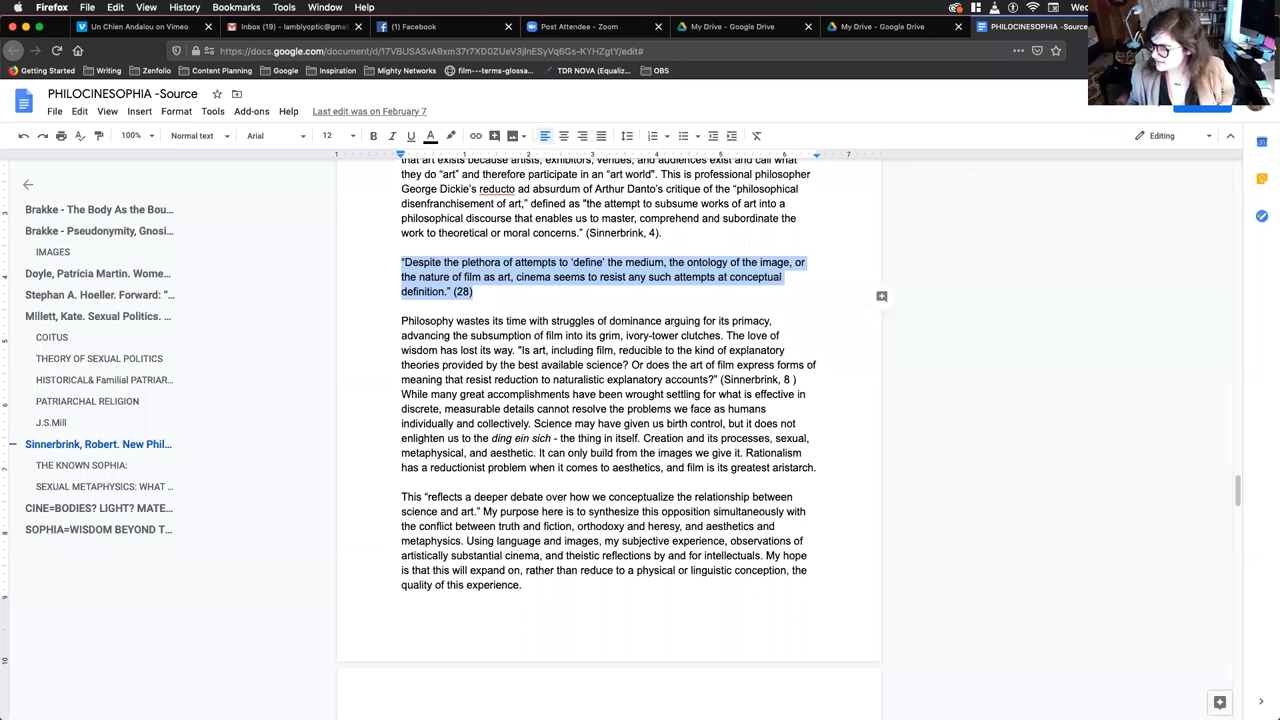 Firefox File Edit View History Bookmarks Tools Window Help
Un Chien Andalou on Vimeo
Inbox (19) - lamblyoptic@gmail
(1) Facebook
Post Attendee - Zoom
My Drive - Google Drive
My Drive - Google Drive
PHILOCINESOPHIA -Source
Getting Started Writing Zenfolio Content Planning Google Inspiration Mighty Networks film---terms-glossa... TDR NOVA (Equaliz... OBS
PHILOCINESOPHIA -Source
File Edit View Insert Format Tools Add-ons Help Last edit was on February 7
100% Normal text Arial 12 Editing
Brakke - The Body As the Bou...
Brakke - Pseudonymity, Gnosi...
IMAGES
Doyle, Patricia Martin. Wome...
Stephan A. Hoeller. Forward: “...
Millett, Kate. Sexual Politics. ...
COITUS
THEORY OF SEXUAL POLITICS
HISTORICAL& Familial PATRIAR...
PATRIARCHAL RELIGION
J.S.Mill
Sinnerbrink, Robert. New Phil...
THE KNOWN SOPHIA:
SEXUAL METAPHYSICS: WHAT ...
CINE=BODIES? LIGHT? MATE...
SOPHIA=WISDOM BEYOND T...
that art exists because artists, exhibitors, venues, and audiences exist and call what
they do “art” and therefore participate in an “art world". This is professional philosopher
George Dickie’s reducto ad absurdum of Arthur Danto’s critique of the “philosophical
disenfranchisement of art,” defined as "the attempt to subsume works of art into a
philosophical discourse that enables us to master, comprehend and subordinate the
work to theoretical or moral concerns.” (Sinnerbrink, 4).
“Despite the plethora of attempts to ‘define’ the medium, the ontology of the image, or
the nature of film as art, cinema seems to resist any such attempts at conceptual
definition.” (28)
Philosophy wastes its time with struggles of dominance arguing for its primacy,
advancing the subsumption of film into its grim, ivory-tower clutches. The love of
wisdom has lost its way. "Is art, including film, reducible to the kind of explanatory
theories provided by the best available science? Or does the art of film express forms of
meaning that resist reduction to naturalistic explanatory accounts?” (Sinnerbrink, 8 )
While many great accomplishments have been wrought settling for what is effective in
discrete, measurable details cannot resolve the problems we face as humans
individually and collectively. Science may have given us birth control, but it does not
enlighten us to the ding ein sich - the thing in itself. Creation and its processes, sexual,
metaphysical, and aesthetic. It can only build from the images we give it. Rationalism
has a reductionist problem when it comes to aesthetics, and film is its greatest aristarch.
This “reflects a deeper debate over how we conceptualize the relationship between
science and art.” My purpose here is to synthesize this opposition simultaneously with
the conflict between truth and fiction, orthodoxy and heresy, and aesthetics and
metaphysics. Using language and images, my subjective experience, observations of
artistically substantial cinema, and theistic reflections by and for intellectuals. My hope
is that this will expand on, rather than reduce to a physical or linguistic conception, the
quality of this experience.